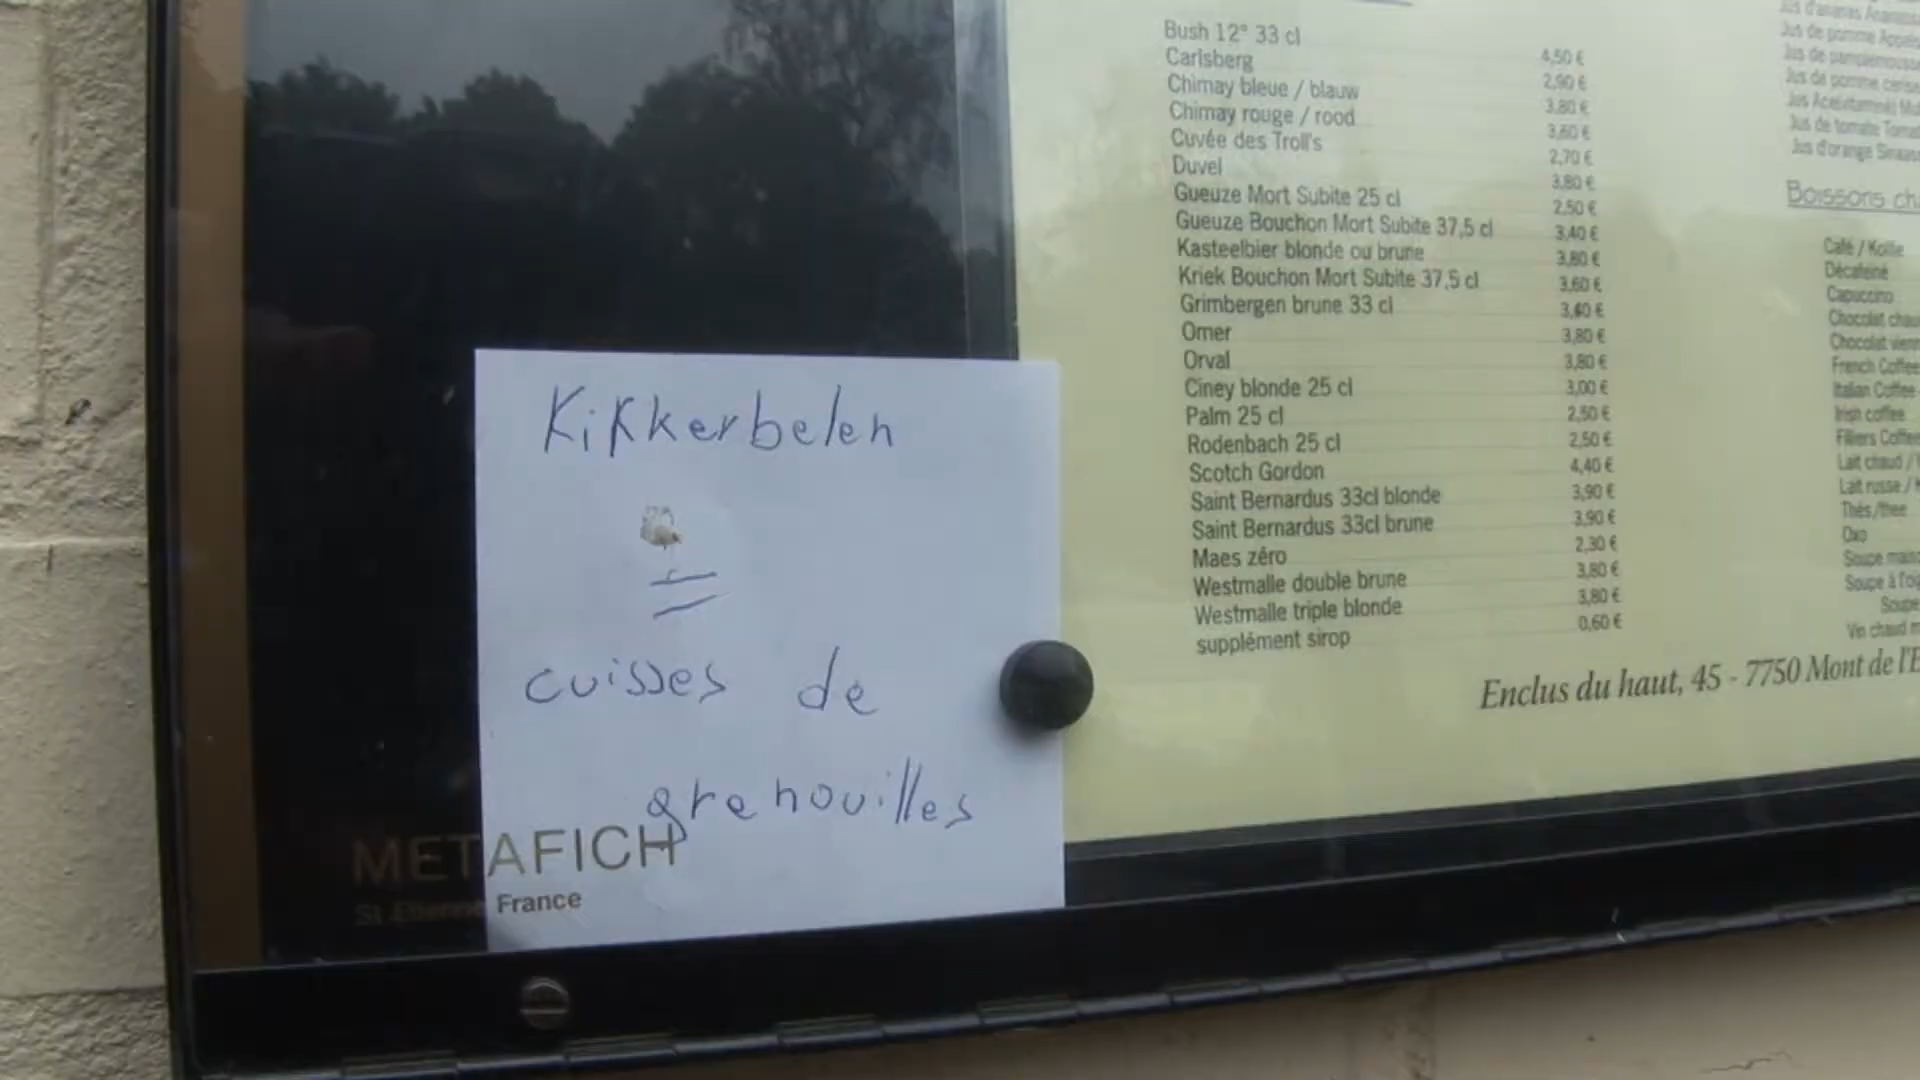 Kikkerbelen
=
cuisses de
grenouilles
METAFICH
St Etienne France
Bush 12° 33 cl 4,50 €
Carlsberg 2,90 €
Chimay bleue / blauw 3,80 €
Chimay rouge / rood 3,60 €
Cuvée des Troll's 2,70 €
Duvel 3,80 €
Gueuze Mort Subite 25 cl 2,50 €
Gueuze Bouchon Mort Subite 37,5 cl 3,40 €
Kasteelbier blonde ou brune 3,80 €
Kriek Bouchon Mort Subite 37,5 cl 3,60 €
Grimbergen brune 33 cl 3,40 €
Omer 3,80 €
Orval 3,80 €
Ciney blonde 25 cl 3,00 €
Palm 25 cl 2,50 €
Rodenbach 25 cl 2,50 €
Scotch Gordon 4,40 €
Saint Bernardus 33cl blonde 3,90 €
Saint Bernardus 33cl brune 3,90 €
Maes zéro 2,30 €
Westmalle double brune 3,80 €
Westmalle triple blonde 3,80 €
supplément sirop 0,60 €
Enclus du haut, 45 - 7750 Mont de l'E
Jus d'ananas
Jus de pomme
Jus de pamplemousse
Jus de pomme cerise
Jus
Jus de tomate
Jus d'orange
Boissons ch
Café / Koffie
Décaféiné
Capuccino
Chocolat chau
Chocolat vien
French Coffee
Italian Coffee
Irish coffee
Filliers Coffee
Lait chaud /
Lait russe /
Thés / thee
Oxo
Soupe mais
Soupe à l'oi
Soupe
Vin chaud m